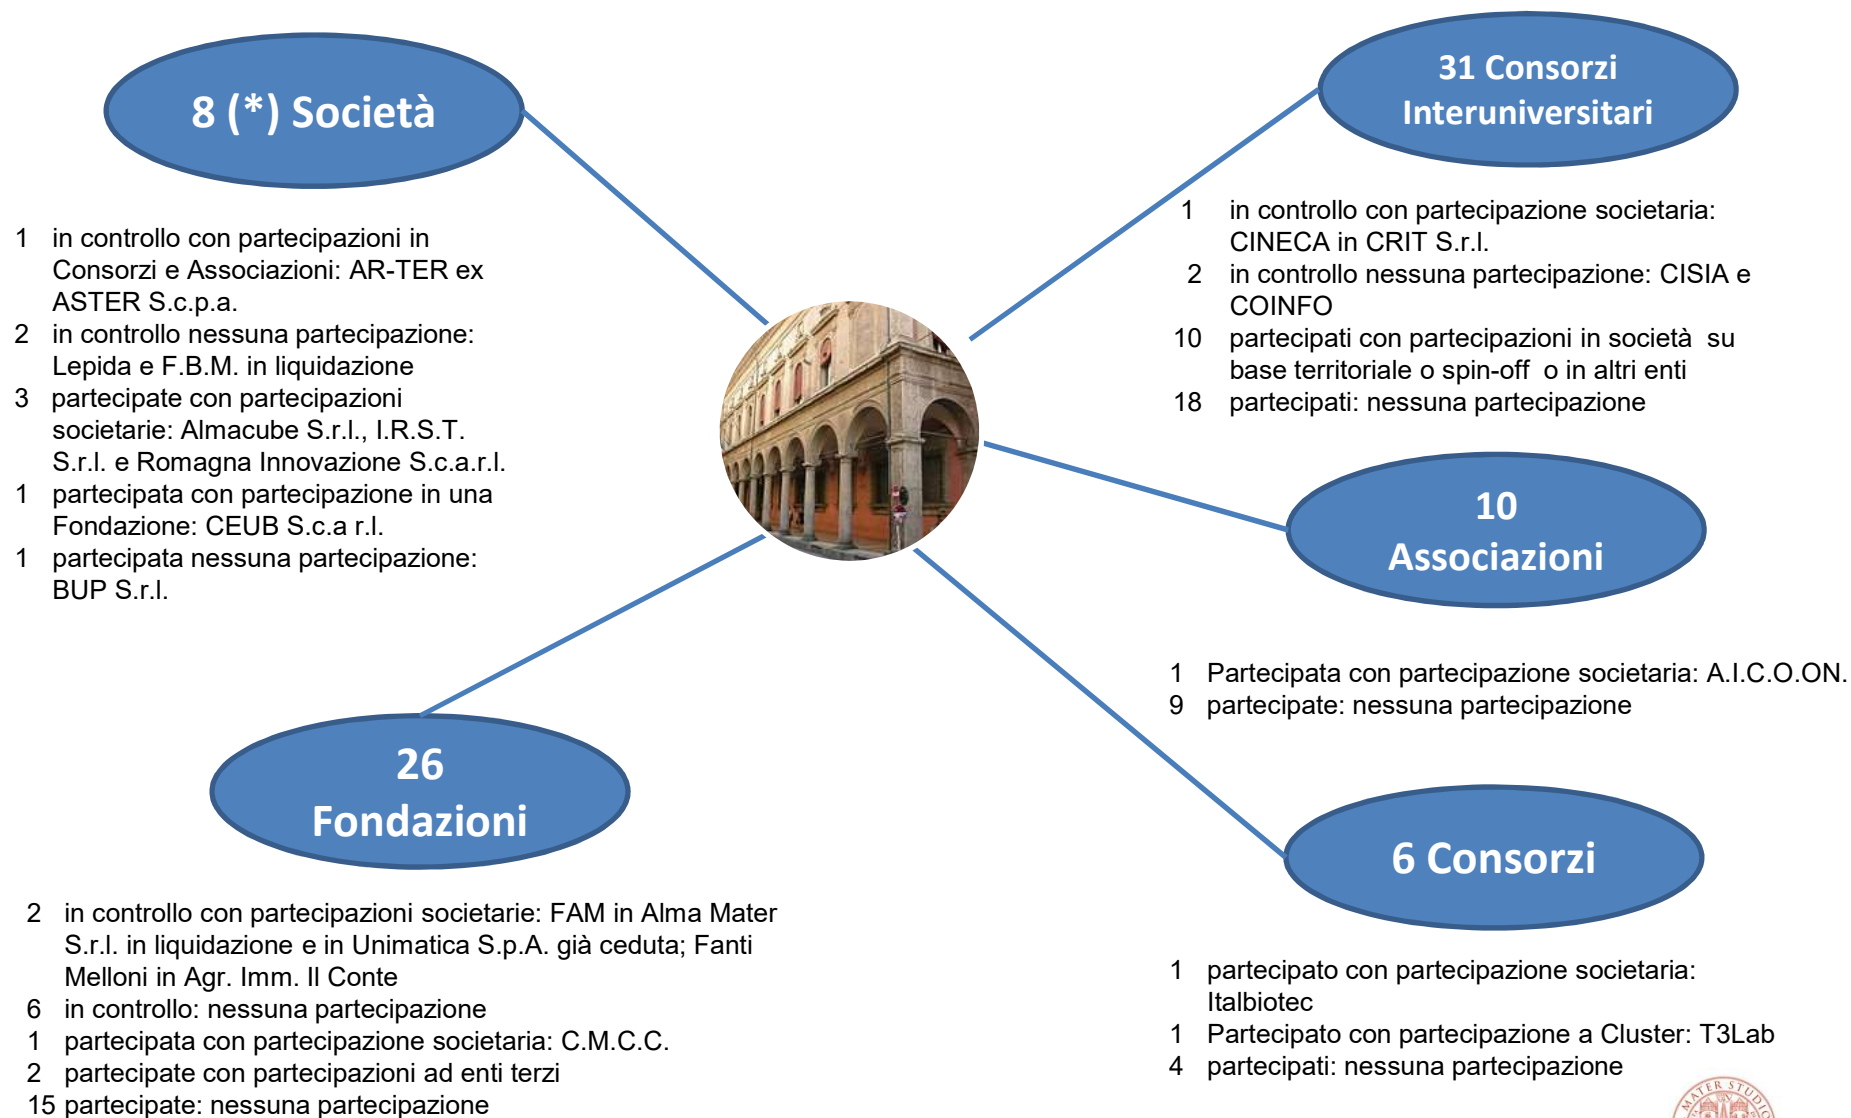 8 (*) Società
1 in controllo con partecipazioni in
Consorzi e Associazioni: AR-TER ex
ASTER S.c.p.a.
2 in controllo nessuna partecipazione:
Lepida e F.B.M. in liquidazione
3 partecipate con partecipazioni
societarie: Almacube S.r.l., I.R.S.T.
S.r.l. e Romagna Innovazione S.c.a.r.l.
1 partecipata con partecipazione in una
Fondazione: CEUB S.c.a r.l.
1 partecipata nessuna partecipazione:
BUP S.r.l.
31 Consorzi
Interuniversitari
1 in controllo con partecipazione societaria:
CINECA in CRIT S.r.l.
2 in controllo nessuna partecipazione: CISIA e
COINFO
10 partecipati con partecipazioni in società su
base territoriale o spin-off o in altri enti
18 partecipati: nessuna partecipazione
10
Associazioni
1 Partecipata con partecipazione societaria: A.I.C.O.ON.
9 partecipate: nessuna partecipazione
26
Fondazioni
2 in controllo con partecipazioni societarie: FAM in Alma Mater
S.r.l. in liquidazione e in Unimatica S.p.A. già ceduta; Fanti
Melloni in Agr. Imm. Il Conte
6 in controllo: nessuna partecipazione
1 partecipata con partecipazione societaria: C.M.C.C.
2 partecipate con partecipazioni ad enti terzi
15 partecipate: nessuna partecipazione
6 Consorzi
1 partecipato con partecipazione societaria:
Italbiotec
1 Partecipato con partecipazione a Cluster: T3Lab
4 partecipati: nessuna partecipazione